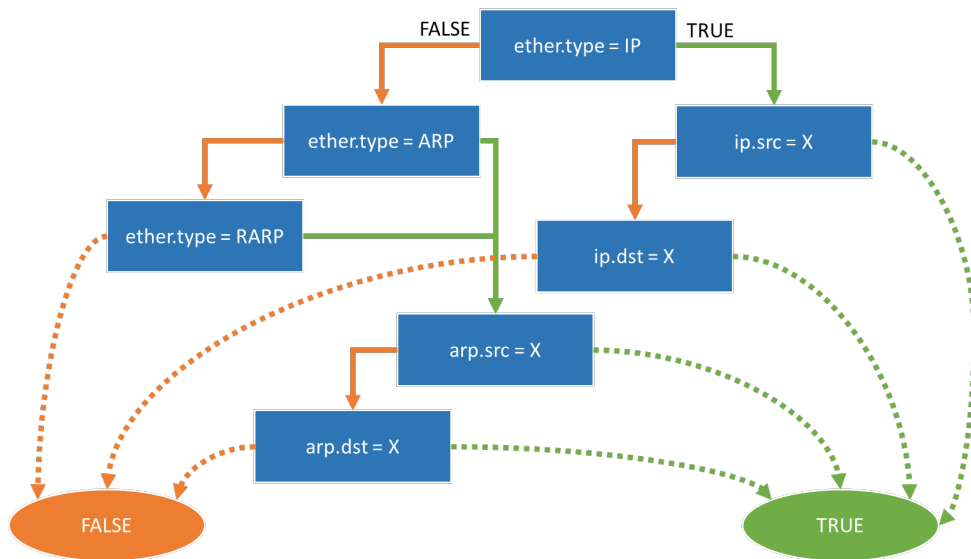 FALSE
TRUE
ether.type = IP
ether.type = ARP
ip.src = X
ether.type = RARP
ip.dst = X
arp.src = X
arp.dst = X
FALSE
TRUE